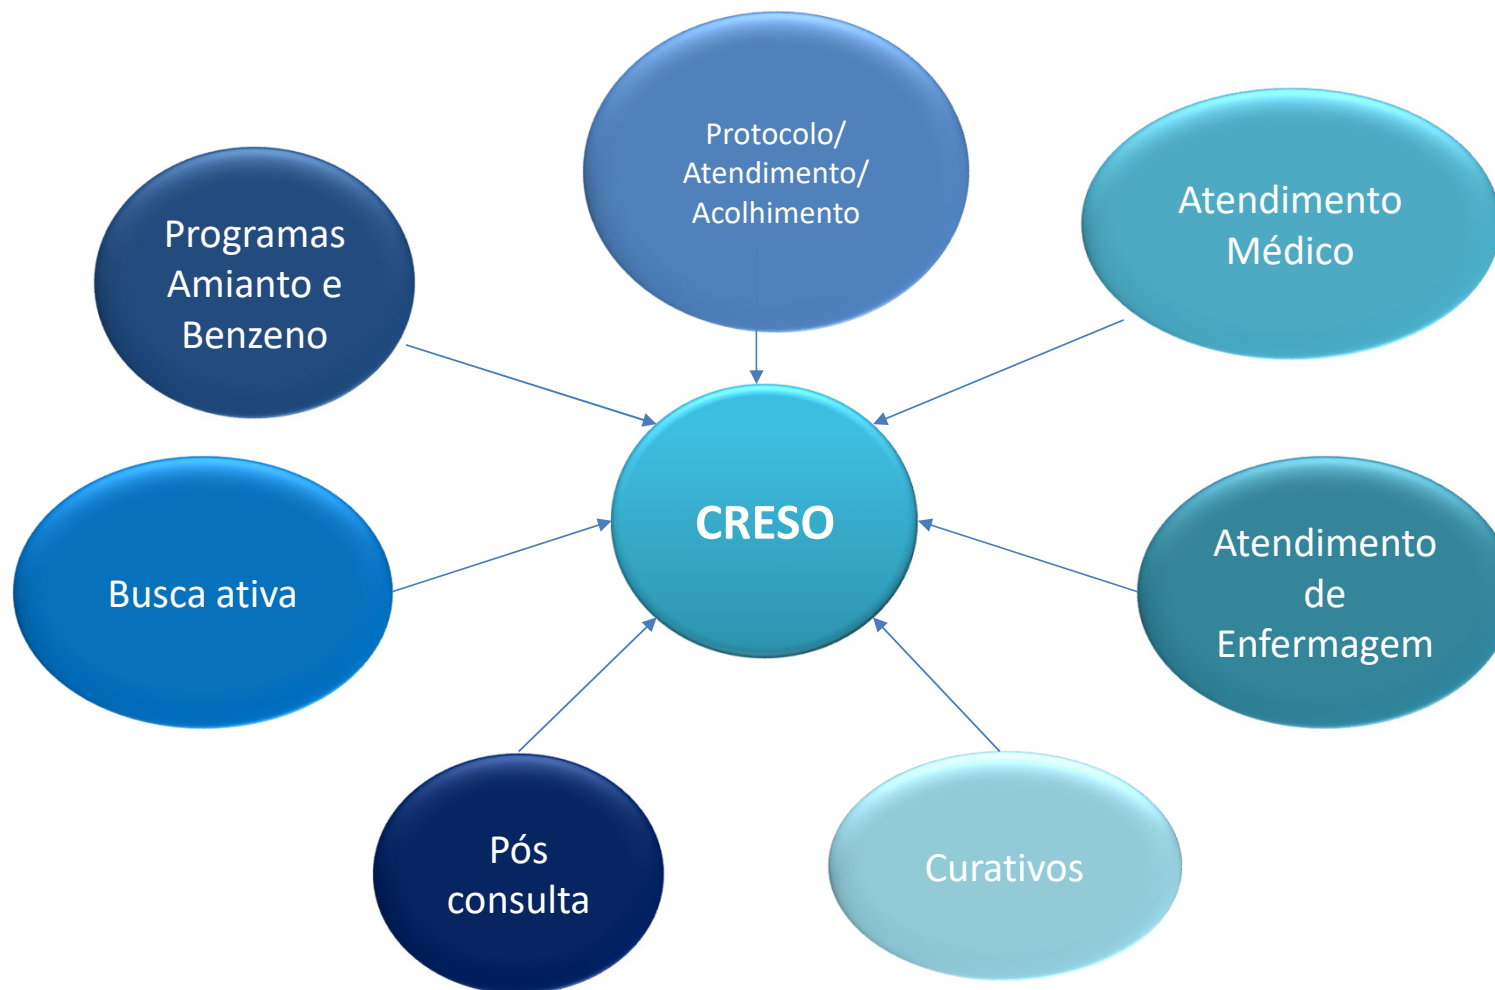 Protocolo/
Atendimento/
Acolhimento
Atendimento
Médico
Programas
Amianto e
Benzeno
CRESO
Atendimento
de
Enfermagem
Busca ativa
Pós
consulta
Curativos